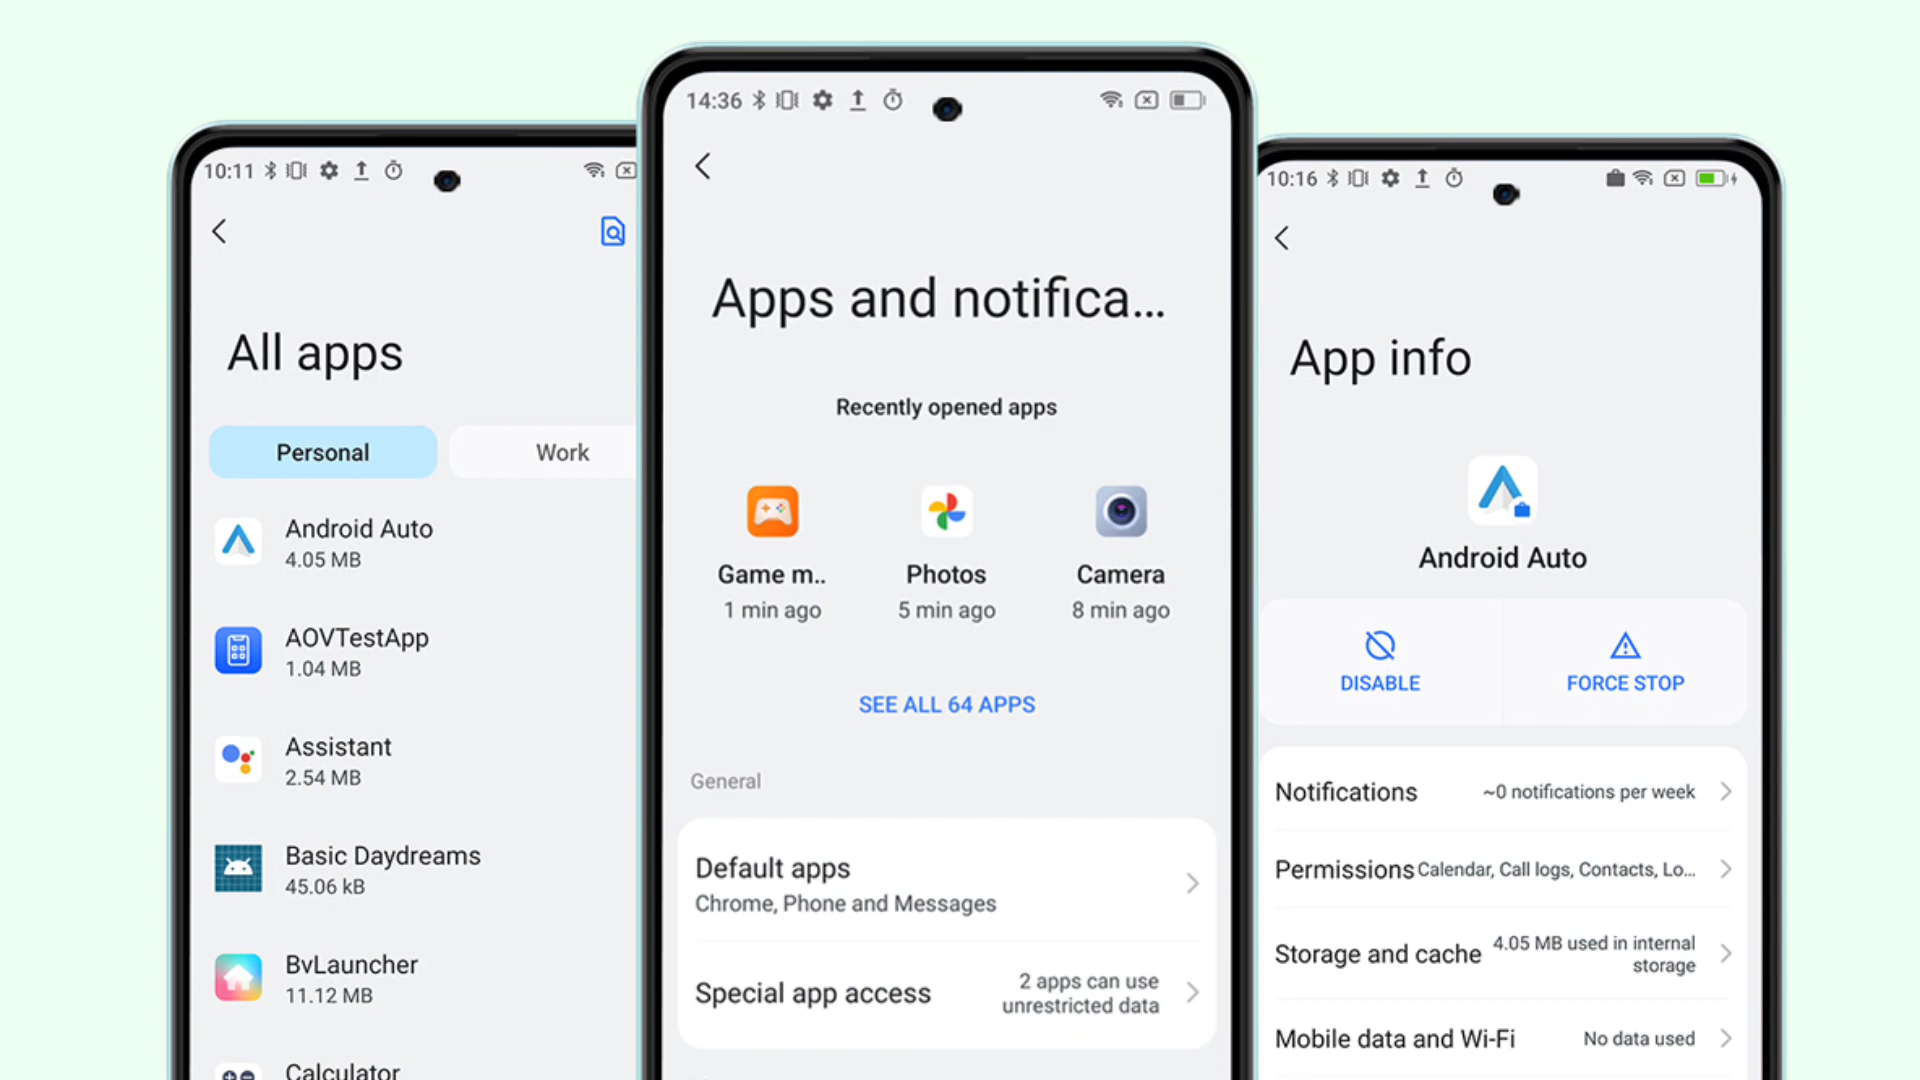 10:11
All apps
Personal
Work
Android Auto
4.05 MB
AOVTestApp
1.04 MB
Assistant
2.54 MB
Basic Daydreams
45.06 kB
BvLauncher
11.12 MB
Calculator
14:36
Apps and notifica...
Recently opened apps
Game m..
1 min ago
Photos
5 min ago
Camera
8 min ago
SEE ALL 64 APPS
General
Default apps
Chrome, Phone and Messages
Special app access
2 apps can use
unrestricted data
10:16
App info
Android Auto
DISABLE
FORCE STOP
Notifications
~0 notifications per week
Permissions
Calendar, Call logs, Contacts, Lo...
Storage and cache
4.05 MB used in internal
storage
Mobile data and Wi-Fi
No data used